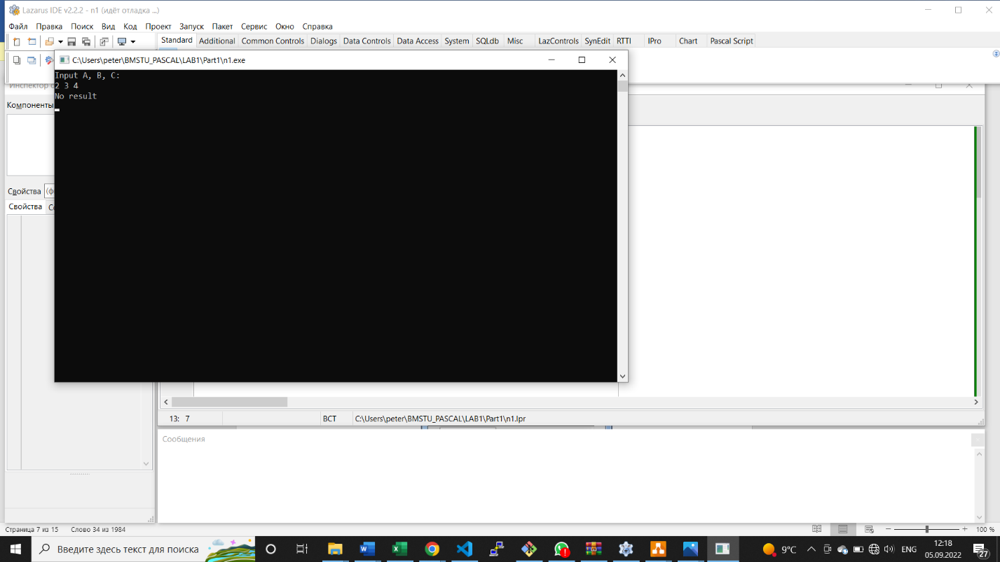 Lazarus IDE v2.2.2 - n1 (идёт отладка ...)
Файл Правка Поиск Вид Код Проект Запуск Пакет Сервис Окно Справка
Standard Additional Common Controls Dialogs Data Controls Data Access System SQLdb Misc LazControls SynEdit RTTI IPro Chart Pascal Script
C:\Users\peter\BMSTU_PASCAL\LAB1\Part1\n1.exe
Input A, B, C:
2 3 4
No result
Инспектор
Компоненты
Свойства (ф
Свойства Со
13: 7 ВСТ C:\Users\peter\BMSTU_PASCAL\LAB1\Part1\n1.lpr
Сообщения
Страница 7 из 15 Слово 34 из 1984 100 %
Введите здесь текст для поиска 9°C ENG 12:18
05.09.2022 27